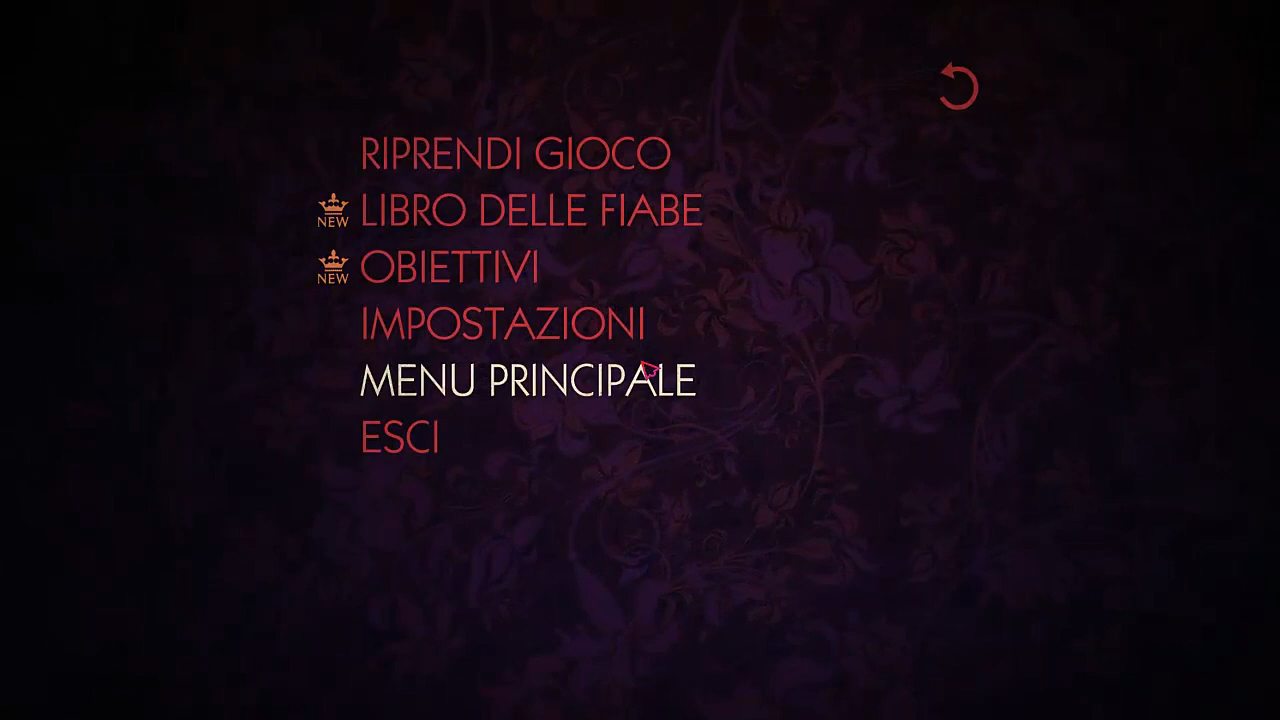 RIPRENDI GIOCO
NEW LIBRO DELLE FIABE
NEW OBIETTIVI
IMPOSTAZIONI
MENU PRINCIPALE
ESCI